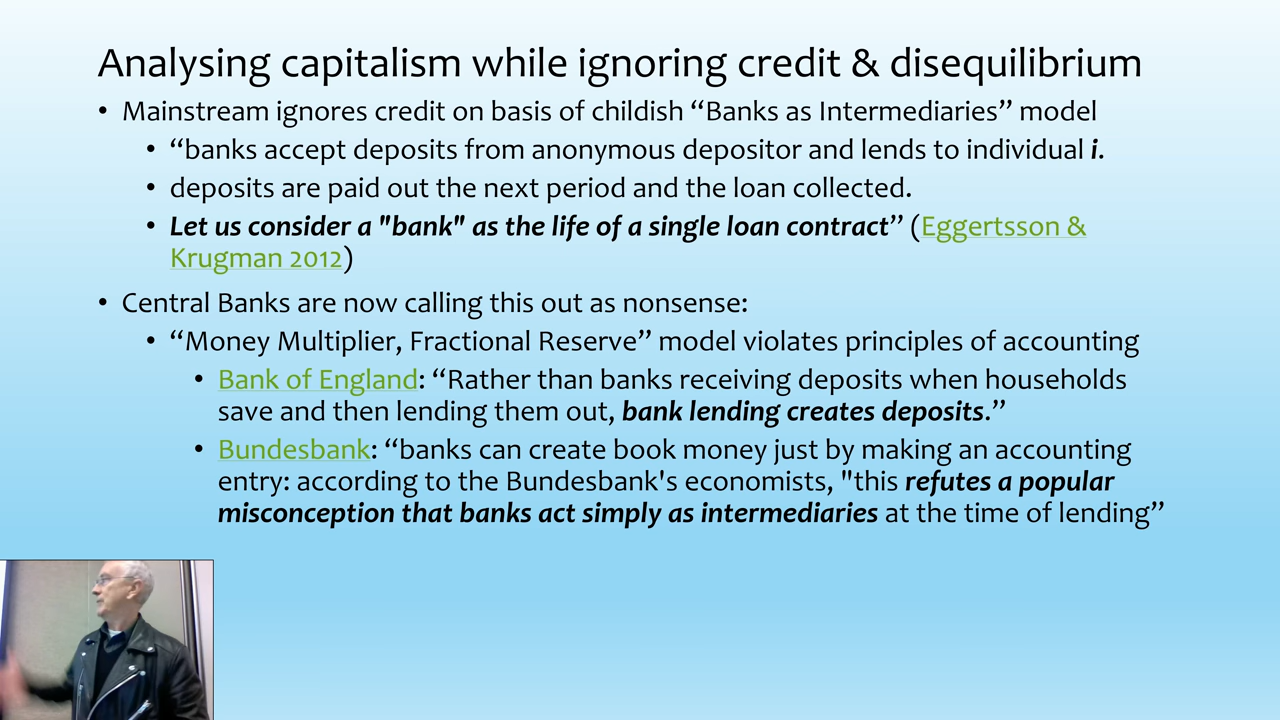 Analysing capitalism while ignoring credit & disequilibrium
• Mainstream ignores credit on basis of childish “Banks as Intermediaries” model
• “banks accept deposits from anonymous depositor and lends to individual i.
• deposits are paid out the next period and the loan collected.
• Let us consider a "bank" as the life of a single loan contract” (Eggertsson &
Krugman 2012)
• Central Banks are now calling this out as nonsense:
• “Money Multiplier, Fractional Reserve” model violates principles of accounting
• Bank of England: “Rather than banks receiving deposits when households
save and then lending them out, bank lending creates deposits.”
• Bundesbank: “banks can create book money just by making an accounting
entry: according to the Bundesbank's economists, "this refutes a popular
misconception that banks act simply as intermediaries at the time of lending”